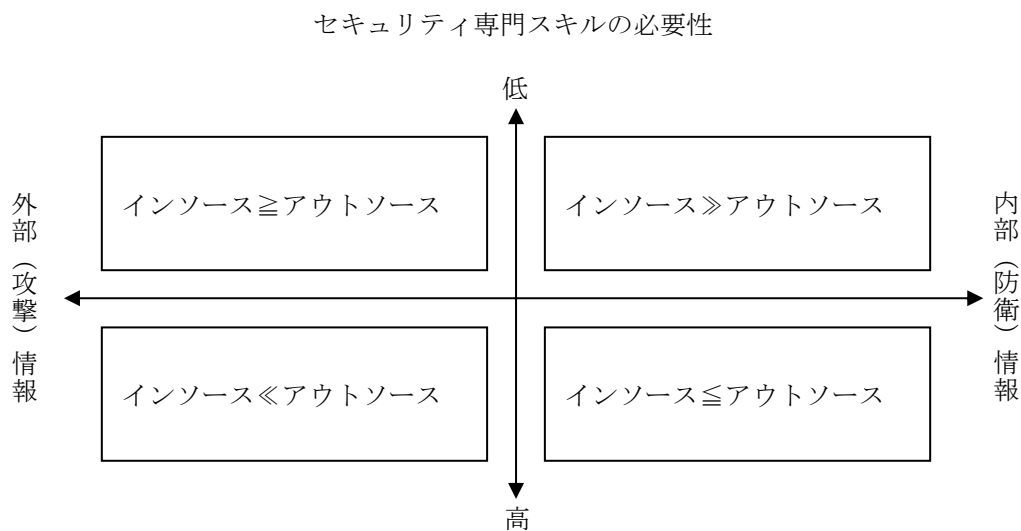 セキュリティ専門スキルの必要性
低
インソース≧アウトソース
インソース≫アウトソース
外部（攻撃）情報
内部（防衛）情報
インソース≪アウトソース
インソース≦アウトソース
高